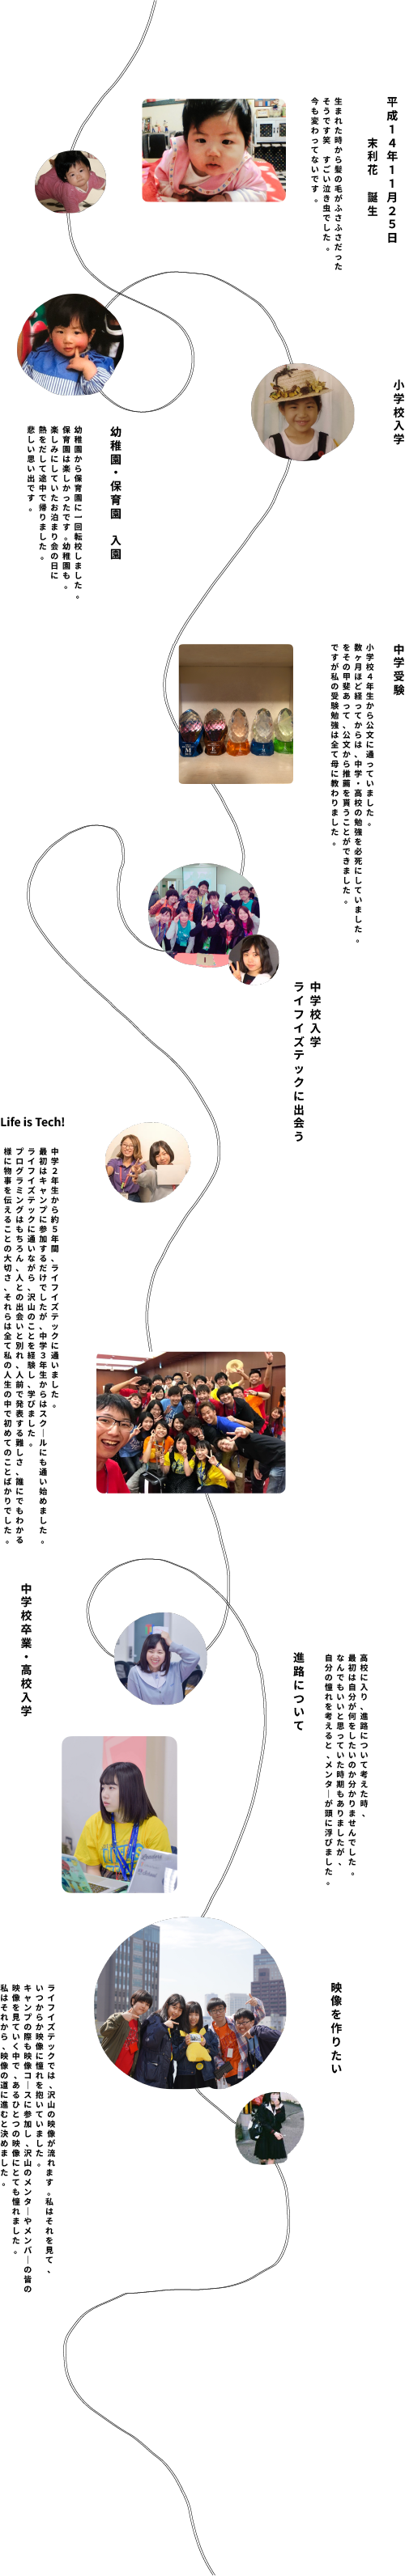 平成14年11月25日
末利花　誕生
生まれた時から髪の毛がふさふさだった
そうです笑　すごい泣き虫でした。
今も変わってないです。
小学校入学
幼稚園・保育園　入園
幼稚園から保育園に一回転校しました。
保育園は楽しかったです。幼稚園も。
楽しみにしていたお泊まり会の日に
熱をだして途中で帰りました。
悲しい思い出です。
中学受験
小学校４年生から公文に通っていました。
数ヶ月ほど経ってからは、中学・高校の勉強を必死にしていました。
をその甲斐あって、公文から推薦を貰うことができました。
ですが私の受験勉強は全て母に教わりました。
中学校入学
ライフイズテックに出会う
Life is Tech!
中学２年生から約５年間、ライフイズテックに通いました。
最初はキャンプに参加するだけでしたが、中学３年生からはスクールにも通い始めました。
ライフイズテックに通いながら、沢山のことを経験し、学びました。
プログラミングはもちろん、人との出会いと別れ、人前で発表する難しさ、誰にでもわかる
様に物事を伝えることの大切さ、それらは全て私の人生の中で初めてのことばかりでした。
中学校卒業・高校入学
進路について
高校に入り、進路について考えた時、
最初は自分が何をしたいのか分かりませんでした。
なんでもいいと思っていた時期もありましたが、
自分の憧れを考えると、メンターが頭に浮びました。
映像を作りたい
ライフイズテックでは、沢山の映像が流れます。私はそれを見て、
いつからか映像に憧れを抱いていました。
キャンプの際も映像コースに参加し、沢山のメンターやメンバーの皆の
映像を見ていく中で、あるひとつの映像にとても憧れました。
私はそれから、映像の道に進むと決めました。